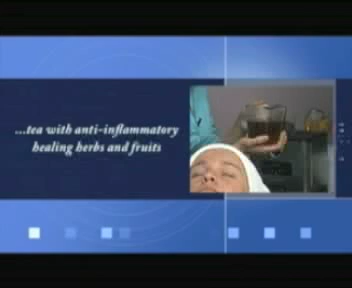 ...tea with anti-inflammatory
healing herbs and fruits